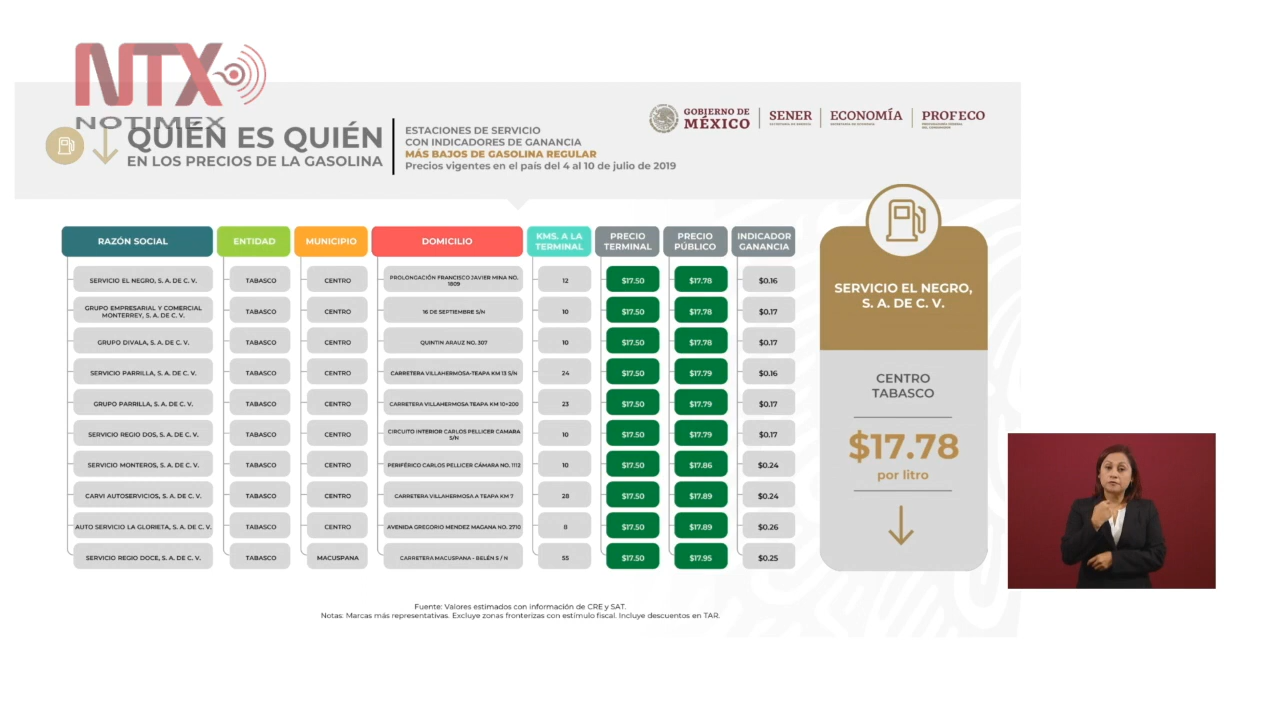 NTX
NOTIMEX
QUIÉN ES QUIÉN
EN LOS PRECIOS DE LA GASOLINA
ESTACIONES DE SERVICIO
CON INDICADORES DE GANANCIA
MÁS BAJOS DE GASOLINA REGULAR
Precios vigentes en el país del 4 al 10 de julio de 2019
GOBIERNO DE
MÉXICO
SENER
ECONOMÍA
PROFECO
RAZÓN SOCIAL ENTIDAD MUNICIPIO DOMICILIO KMS. A LA TERMINAL PRECIO TERMINAL PRECIO PÚBLICO INDICADOR GANANCIA
SERVICIO EL NEGRO, S. A. DE C. V. TABASCO CENTRO PROLONGACIÓN FRANCISCO JAVIER MINA NO. 1809 12 $17.50 $17.78 $0.16
GRUPO EMPRESARIAL Y COMERCIAL MONTERREY, S. A. DE C. V. TABASCO CENTRO 16 DE SEPTIEMBRE S/N 10 $17.50 $17.78 $0.17
GRUPO DIVALA, S. A. DE C. V. TABASCO CENTRO QUINTIN ARAUZ NO. 307 10 $17.50 $17.78 $0.17
SERVICIO PARRILLA, S. A. DE C. V. TABASCO CENTRO CARRETERA VILLAHERMOSA-TEAPA KM 13 S/N 24 $17.50 $17.79 $0.16
GRUPO PARRILLA, S. A. DE C. V. TABASCO CENTRO CARRETERA VILLAHERMOSA TEAPA KM 10+200 23 $17.50 $17.79 $0.17
SERVICIO REGIO DOS, S. A. DE C. V. TABASCO CENTRO CIRCUITO INTERIOR CARLOS PELLICER CAMARA S/N 10 $17.50 $17.79 $0.17
SERVICIO MONTEROS, S. A. DE C. V. TABASCO CENTRO PERIFÉRICO CARLOS PELLICER CÁMARA NO. 1112 10 $17.50 $17.86 $0.24
CARVI AUTOSERVICIOS, S. A. DE C. V. TABASCO CENTRO CARRETERA VILLAHERMOSA A TEAPA KM 7 28 $17.50 $17.89 $0.24
AUTO SERVICIO LA GLORIETA, S. A. DE C. V. TABASCO CENTRO AVENIDA GREGORIO MENDEZ MAGANA NO. 2710 8 $17.50 $17.89 $0.26
SERVICIO REGIO DOCE, S. A. DE C. V. TABASCO MACUSPANA CARRETERA MACUSPANA - BELÉN S / N 55 $17.50 $17.95 $0.25
SERVICIO EL NEGRO,
S. A. DE C. V.
CENTRO
TABASCO
$17.78
por litro
Fuente: Valores estimados con información de CRE y SAT.
Notas: Marcas más representativas. Excluye zonas fronterizas con estímulo fiscal. Incluye descuentos en TAR.